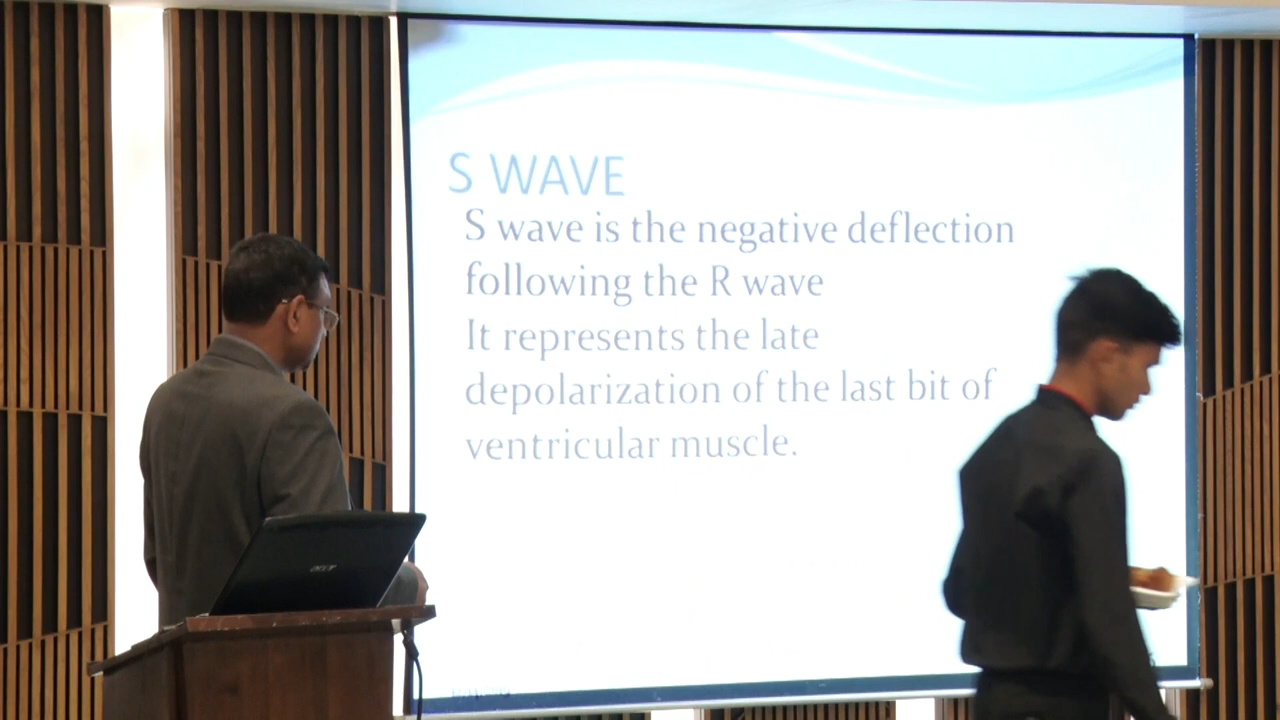 S WAVE
S wave is the negative deflection
following the R wave
It represents the late
depolarization of the last bit of
ventricular muscle.
acer